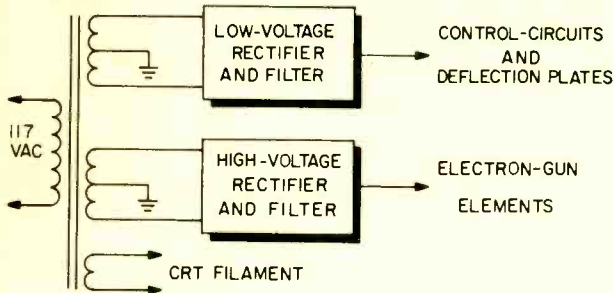 LOW-VOLTAGE
RECTIFIER
AND FILTER
CONTROL-CIRCUITS
AND
DEFLECTION PLATES
117
VAC
HIGH-VOLTAGE
RECTIFIER
AND FILTER
ELECTRON-GUN
ELEMENTS
CRT FILAMENT